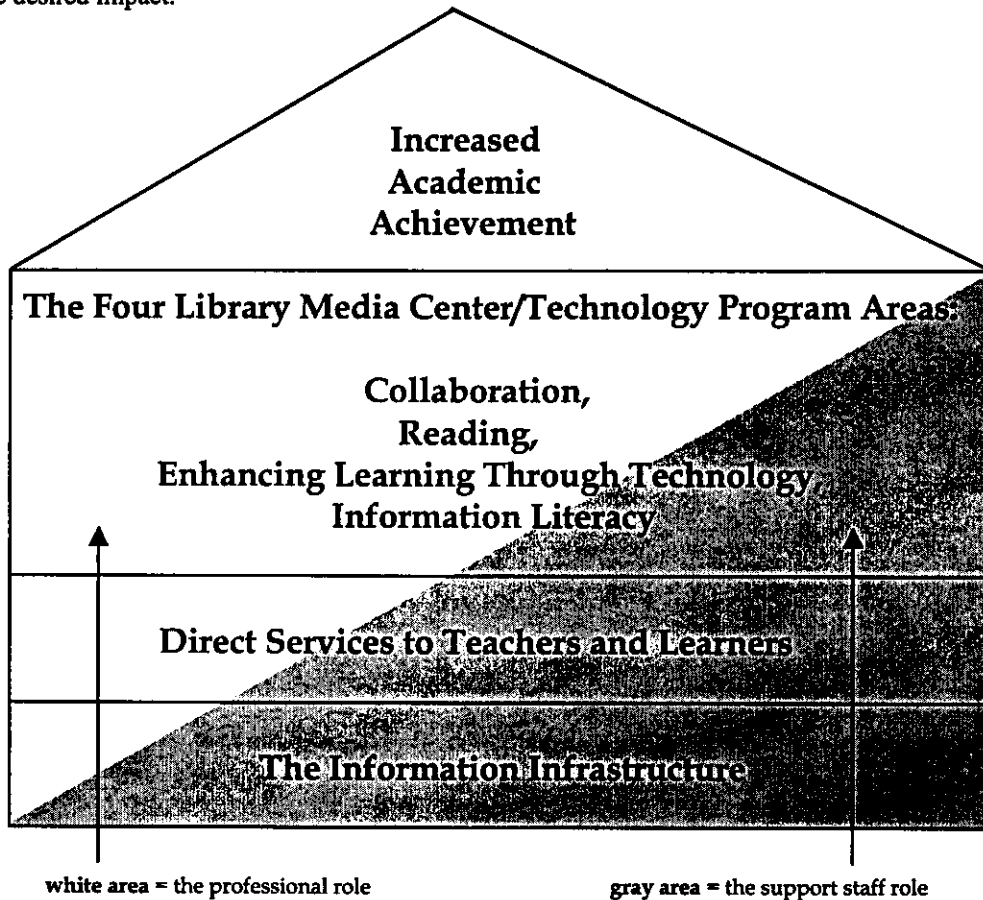 desired impact.
Increased
Academic
Achievement
The Four Library Media Center/Technology Program Areas:
Collaboration,
Reading,
Enhancing Learning Through Technology,
Information Literacy
Direct Services to Teachers and Learners
The Information Infrastructure
white area = the professional role
gray area = the support staff role